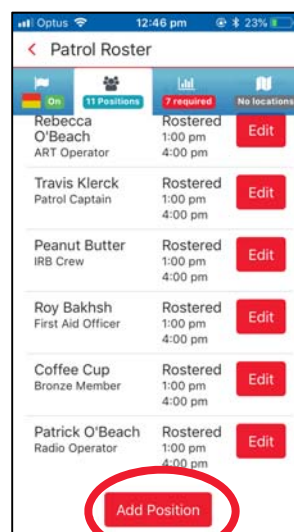 Optus 12:46 pm 23%
Patrol Roster
On 11 Positions 7 required No locations
Rebecca O'Beach Rostered Edit
ART Operator 1:00 pm 4:00 pm
Travis Klerck Rostered Edit
Patrol Captain 1:00 pm
4:00 pm
Peanut Butter Rostered Edit
IRB Crew 1:00 pm
4:00 pm
Roy Bakhsh Rostered Edit
First Aid Officer 1:00 pm
4:00 pm
Coffee Cup Rostered Edit
Bronze Member 1:00 pm
4:00 pm
Patrick O'Beach Rostered Edit
Radio Operator 1:00 pm
4:00 pm
Add Position